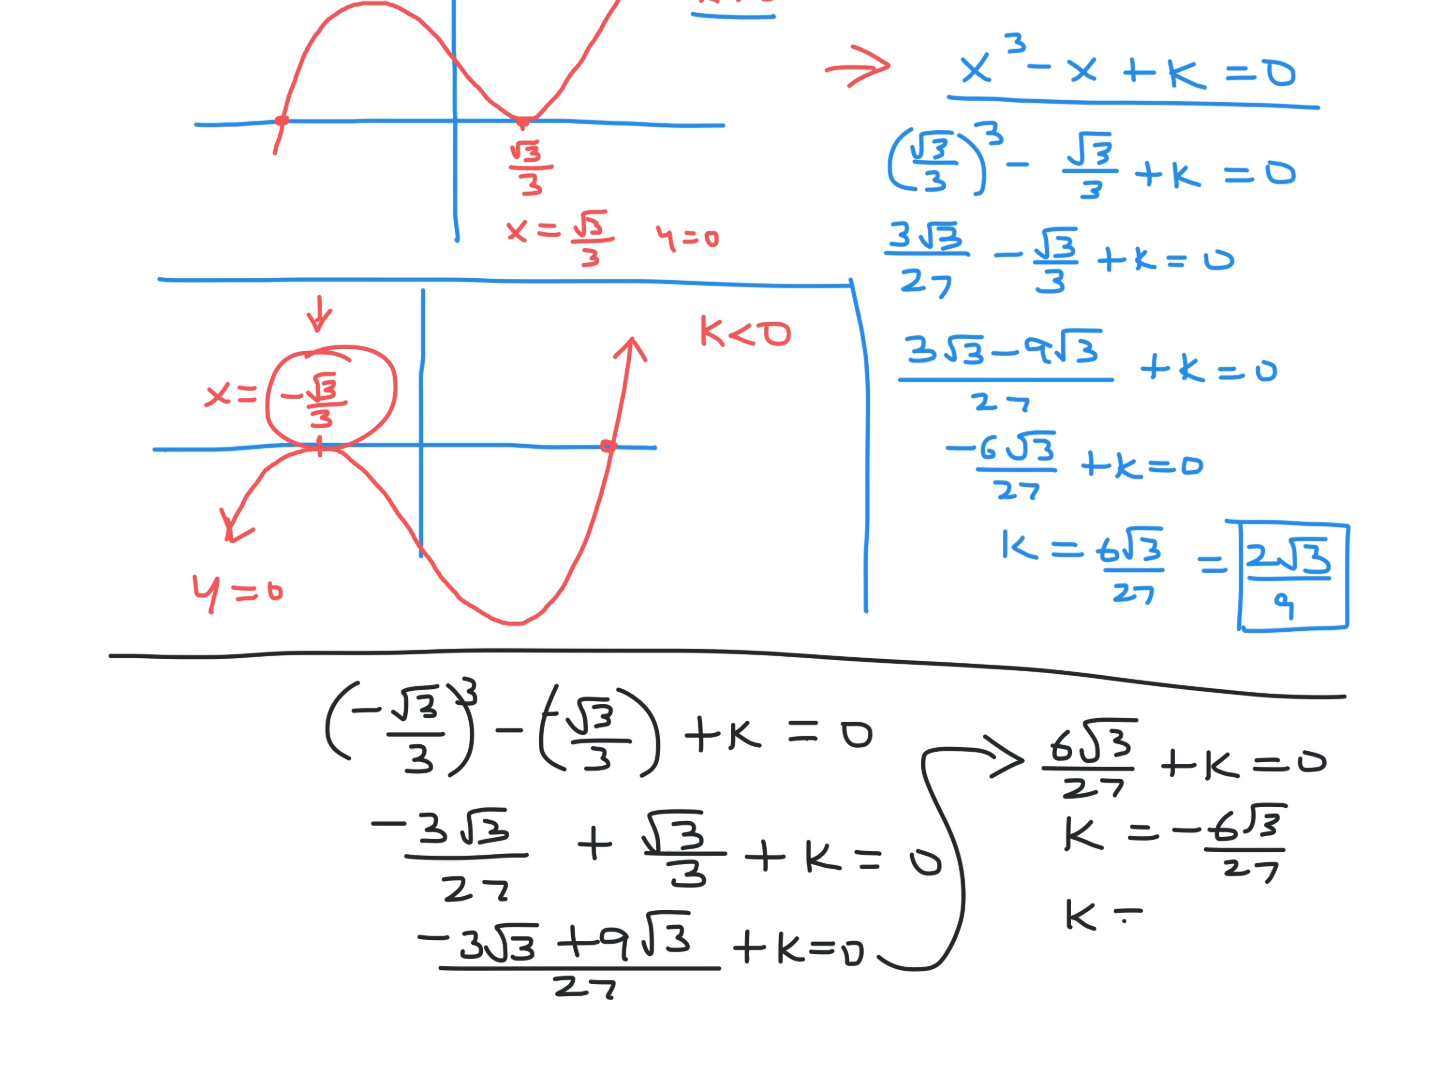 √3/3
x = √3/3 y=0
K<0
x = -√3/3
y=0
x³ - x + K = 0
(√3/3)³ - √3/3 + K = 0
3√3/27 - √3/3 + K = 0
(3√3 - 9√3)/27 + K = 0
-6√3/27 + K = 0
K = 6√3/27 = 2√3/9
(-√3/3)³ - (-√3/3) + K = 0
-3√3/27 + √3/3 + K = 0
(-3√3 + 9√3)/27 + K = 0
6√3/27 + K = 0
K = -6√3/27
K =